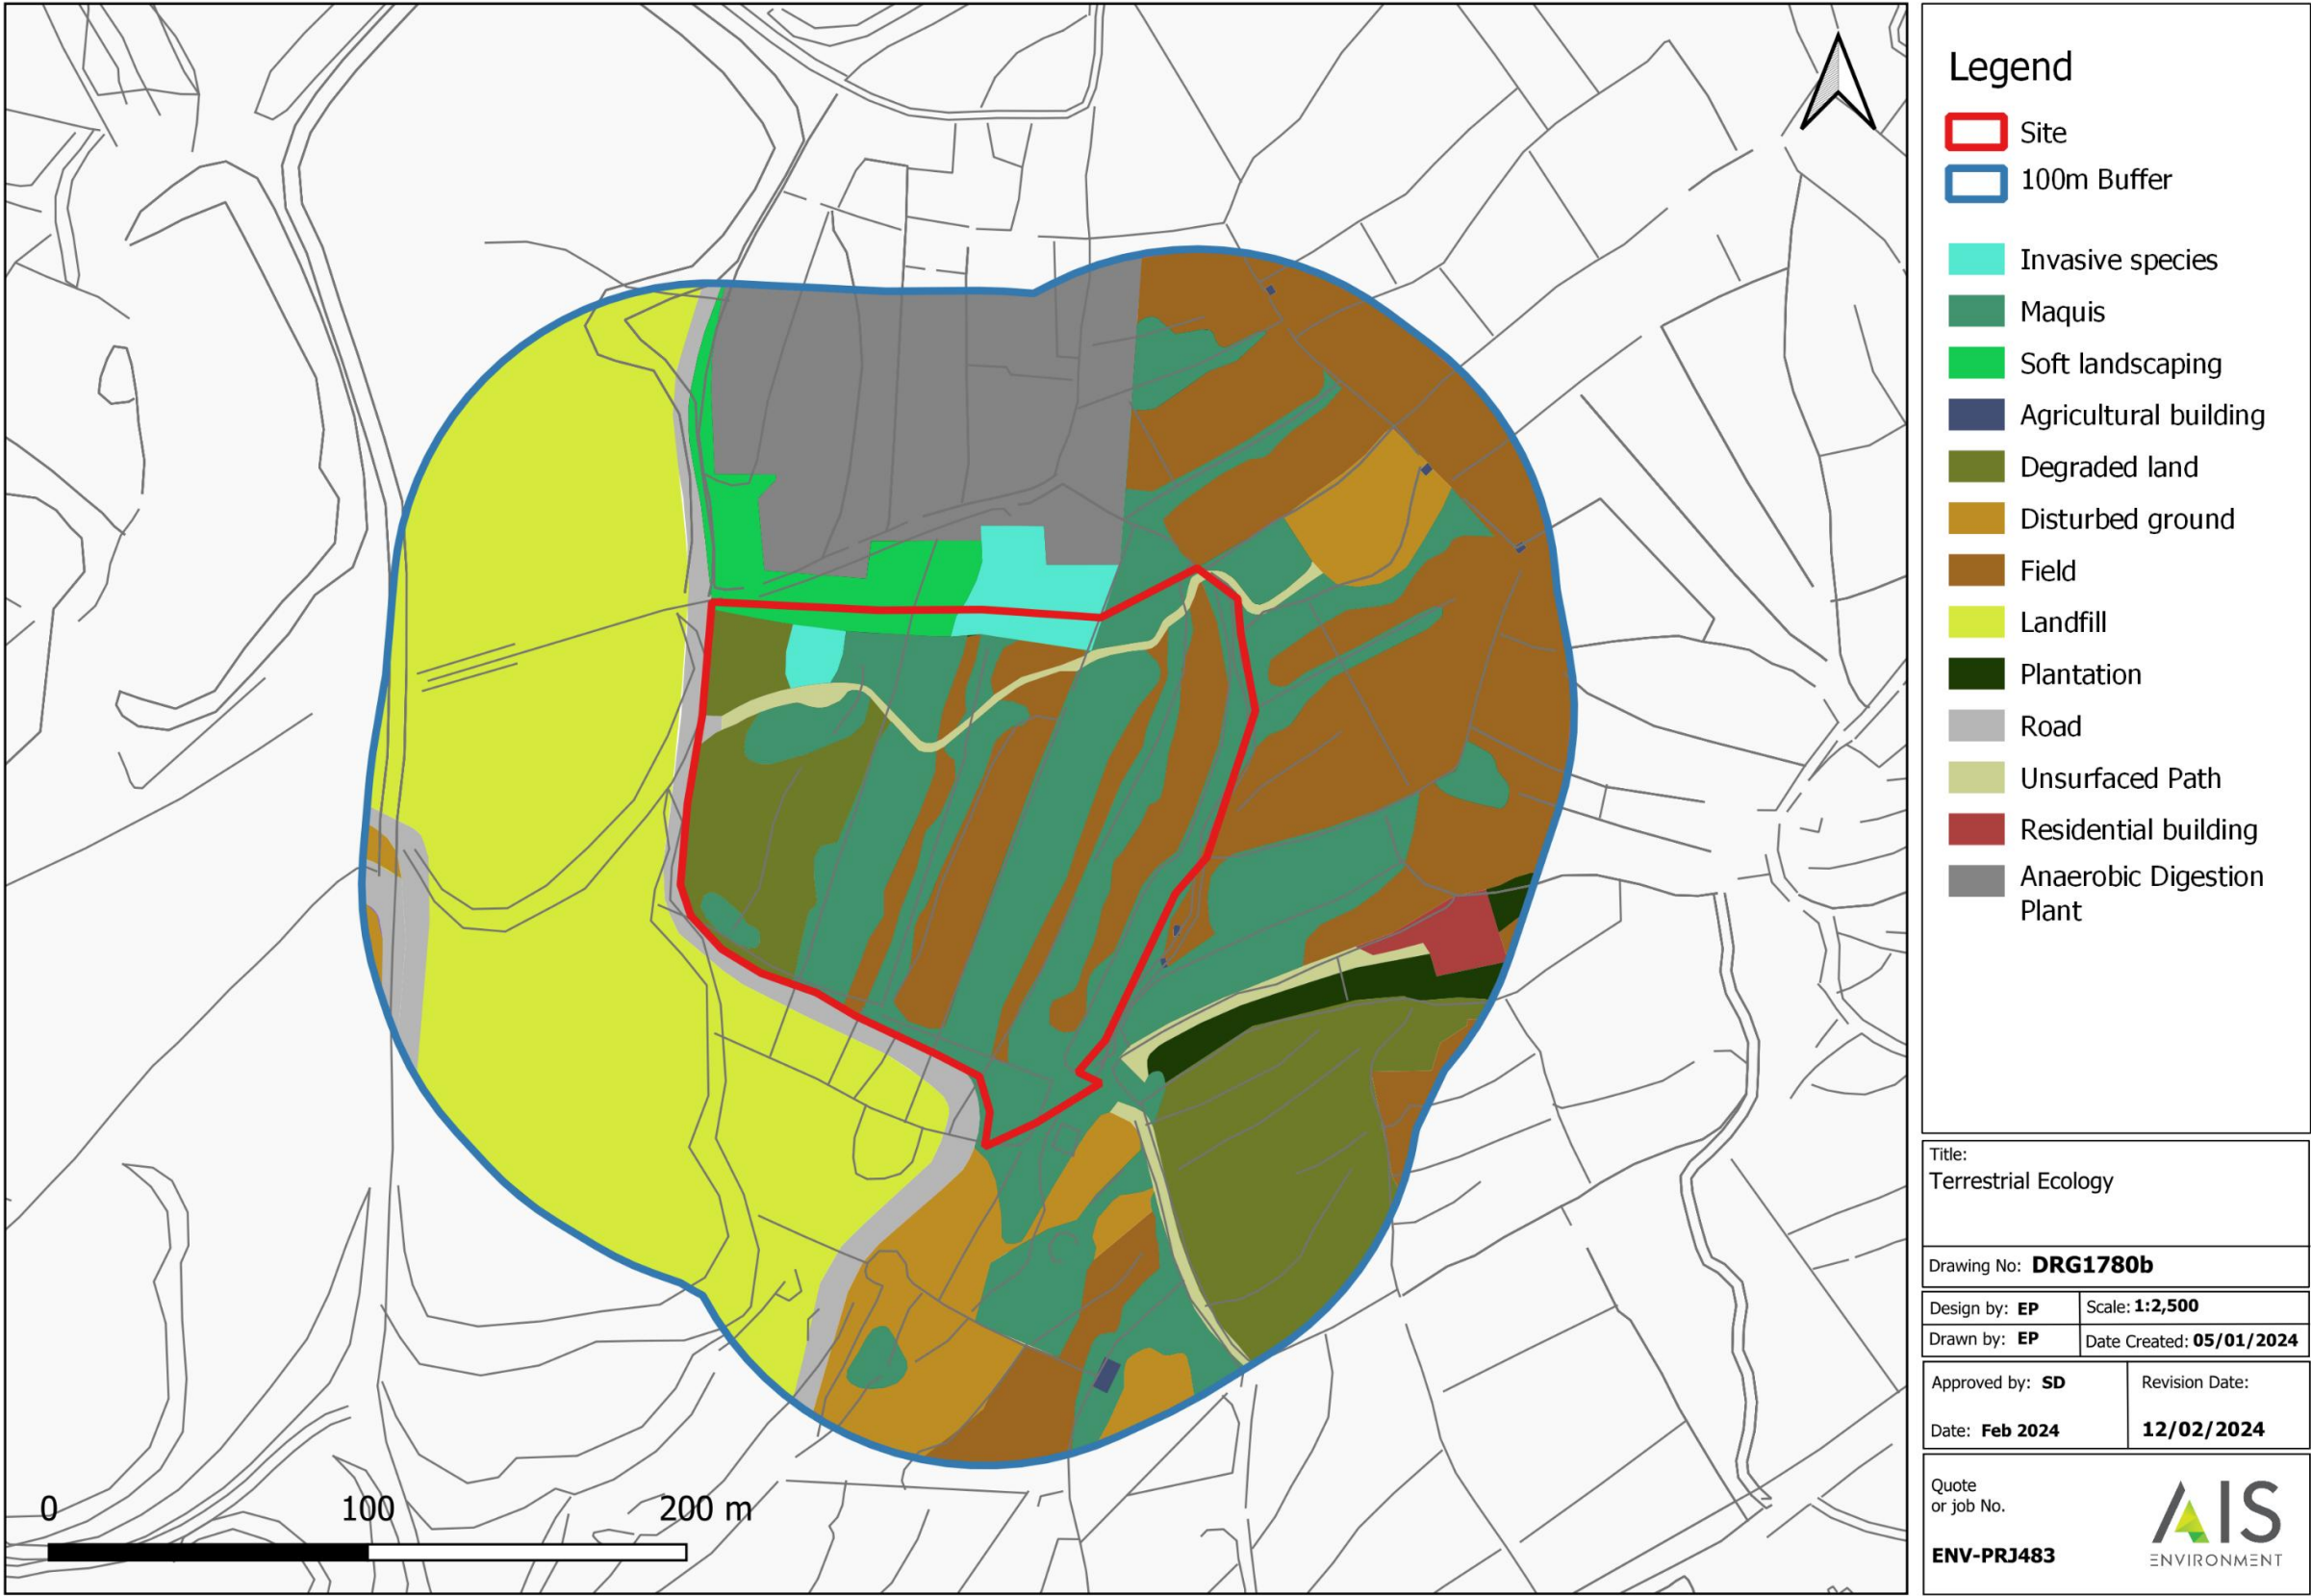 Legend
Site
100m Buffer
Invasive species
Maquis
Soft landscaping
Agricultural building
Degraded land
Disturbed ground
Field
Landfill
Plantation
Road
Unsurfaced Path
Residential building
Anaerobic Digestion
Plant
Title:
Terrestrial Ecology
Drawing No: DRG1780b
Design by: EP
Scale: 1:2,500
Drawn by: EP
Date Created: 05/01/2024
Approved by: SD
Revision Date:
Date: Feb 2024
12/02/2024
Quote
or job No.
ENV-PRJ483
AIS
ENVIRONMENT
0
100
200 m